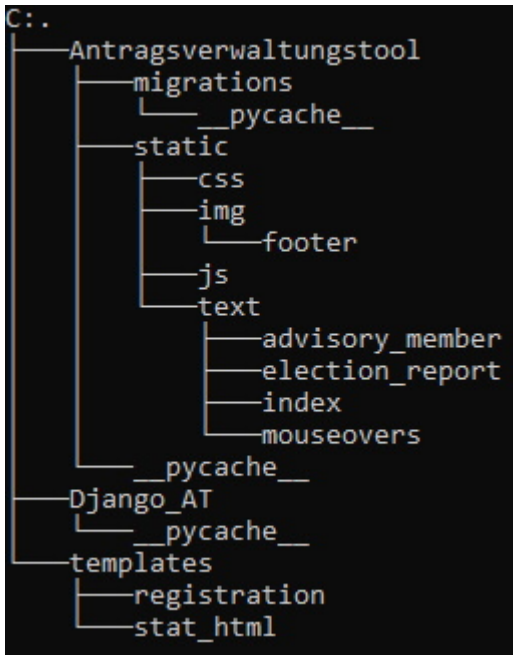 C:.
├───Antragsverwaltungstool
│   ├───migrations
│   │   └───__pycache__
│   ├───static
│   │   ├───css
│   │   ├───img
│   │   │   └───footer
│   │   ├───js
│   │   └───text
│   │       ├───advisory_member
│   │       ├───election_report
│   │       ├───index
│   │       └───mouseovers
│   └───__pycache__
├───Django_AT
│   └───__pycache__
└───templates
    ├───registration
    └───stat_html